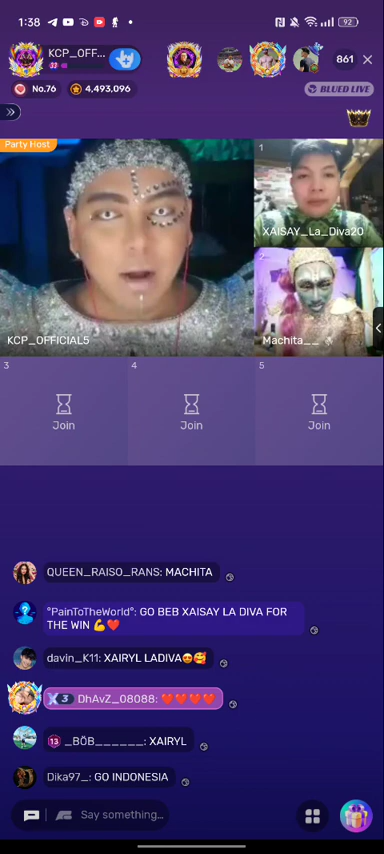 1:38
92
KCP_OFF...
861
No.76
4,493,096
BLUED LIVE
Party Host
1
XAISAY_La_Diva20
KCP_OFFICIAL5
Machita__
3
4
5
Join
Join
Join
QUEEN_RAISO_RANS: MACHITA
°PainToTheWorld°: GO BEB XAISAY LA DIVA FOR
THE WIN 💪❤️
davin_K11: XAIRYL LADIVA😍🥰
3 DhAvZ_08088: ❤️❤️❤️❤️
13 _BÕB______: XAIRYL
Dika97_: GO INDONESIA
Say something...